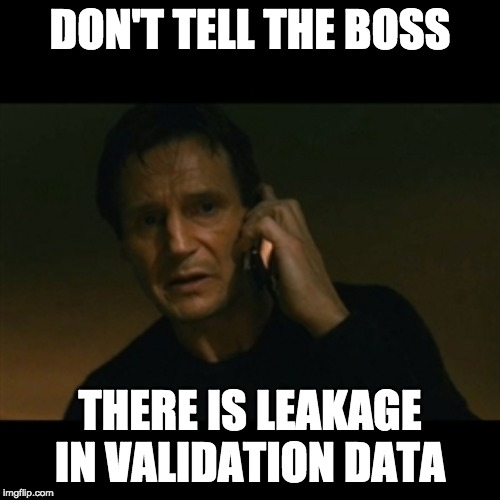 DON'T TELL THE BOSS
THERE IS LEAKAGE
IN VALIDATION DATA
imgflip.com